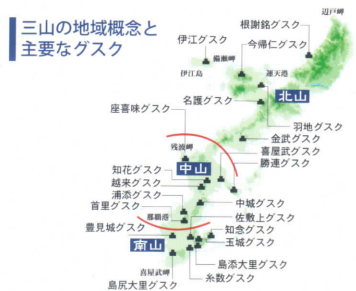 三山の地域概念と
主要なグスク
辺戸岬
根謝銘グスク
伊江グスク
今帰仁グスク
備瀬岬
伊江島
運天港
北山
名護グスク
羽地グスク
座喜味グスク
金武グスク
残波岬
喜屋武グスク
勝連グスク
中山
知花グスク
越来グスク
浦添グスク
中城グスク
首里グスク
那覇港
佐敷上グスク
豊見城グスク
知念グスク
玉城グスク
南山
島添大里グスク
喜屋武岬
糸数グスク
島尻大里グスク